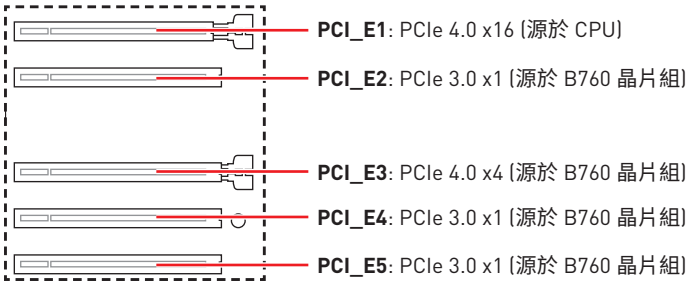 PCI_E1: PCIe 4.0 x16 (源於 CPU)
PCI_E2: PCIe 3.0 x1 (源於 B760 晶片組)
PCI_E3: PCIe 4.0 x4 (源於 B760 晶片組)
PCI_E4: PCIe 3.0 x1 (源於 B760 晶片組)
PCI_E5: PCIe 3.0 x1 (源於 B760 晶片組)